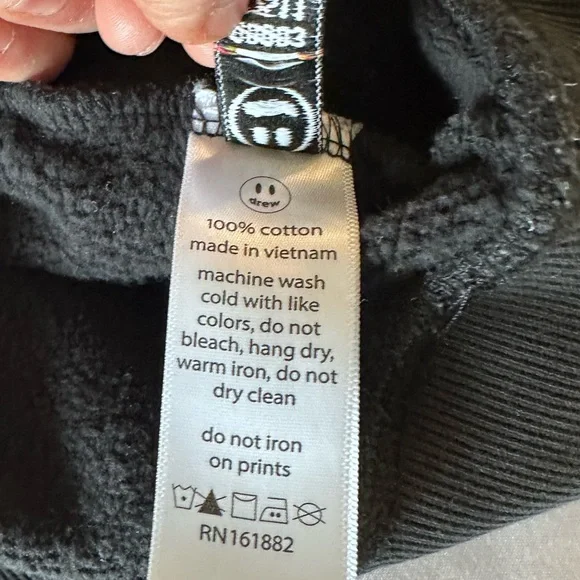 drew
100% cotton
made in vietnam
machine wash
cold with like
colors, do not
bleach, hang dry,
warm iron, do not
dry clean
do not iron
on prints
RN161882